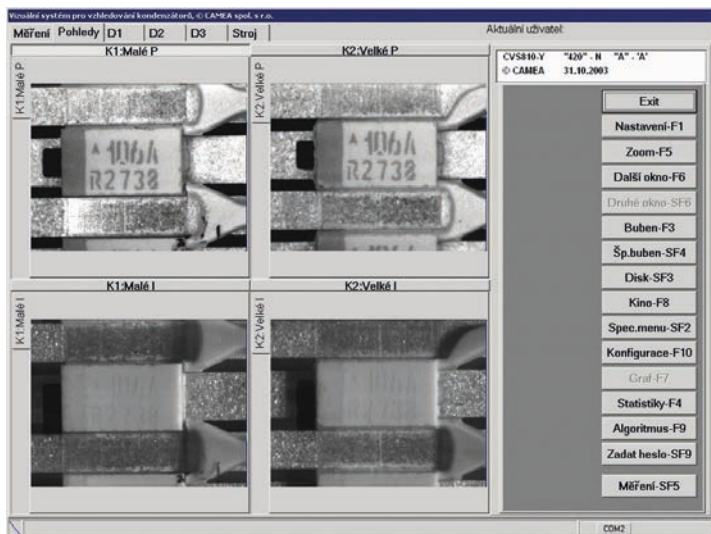 Vizuální systém pro vzhledování kondenzátorů, © CAMEA spol. s r.o.
Měření Pohledy D1 D2 D3 Stroj
Aktuální uživatel:
K1:Malé P
K2:Velké P
K1:Malé P
K2:Velké P
106A
R2738
106A
R2738
K1:Malé I
K2:Velké I
K1:Malé I
K2:Velké I
CVS840-Y "420" - N "A" - 'A'
© CAMEA 31.10.2003
Exit
Nastavení-F1
Zoom-F5
Další okno-F6
Druhé okno-SF6
Buben-F3
Šp.buben-SF4
Disk-SF3
Kino-F8
Spec.menu-SF2
Konfigurace-F10
Graf-F7
Statistiky-F4
Algoritmus-F9
Zadat heslo-SF9
Měření-SF5
COM2